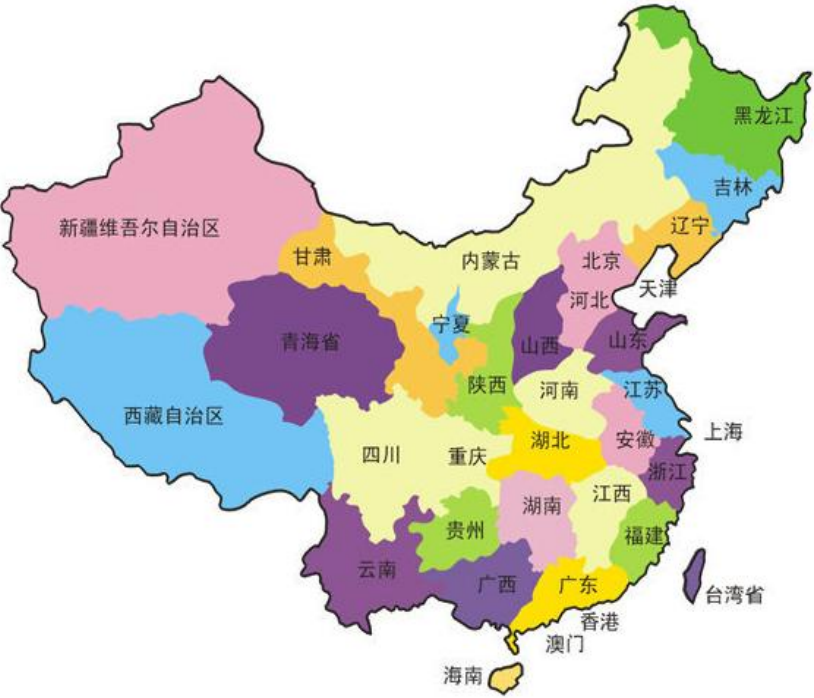 黑龙江
吉林
辽宁
新疆维吾尔自治区
甘肃
内蒙古
北京
天津
河北
宁夏
青海省
山西
山东
陕西
河南
江苏
西藏自治区
上海
湖北
安徽
四川
重庆
浙江
江西
湖南
贵州
福建
云南
广西
广东
台湾省
香港
澳门
海南